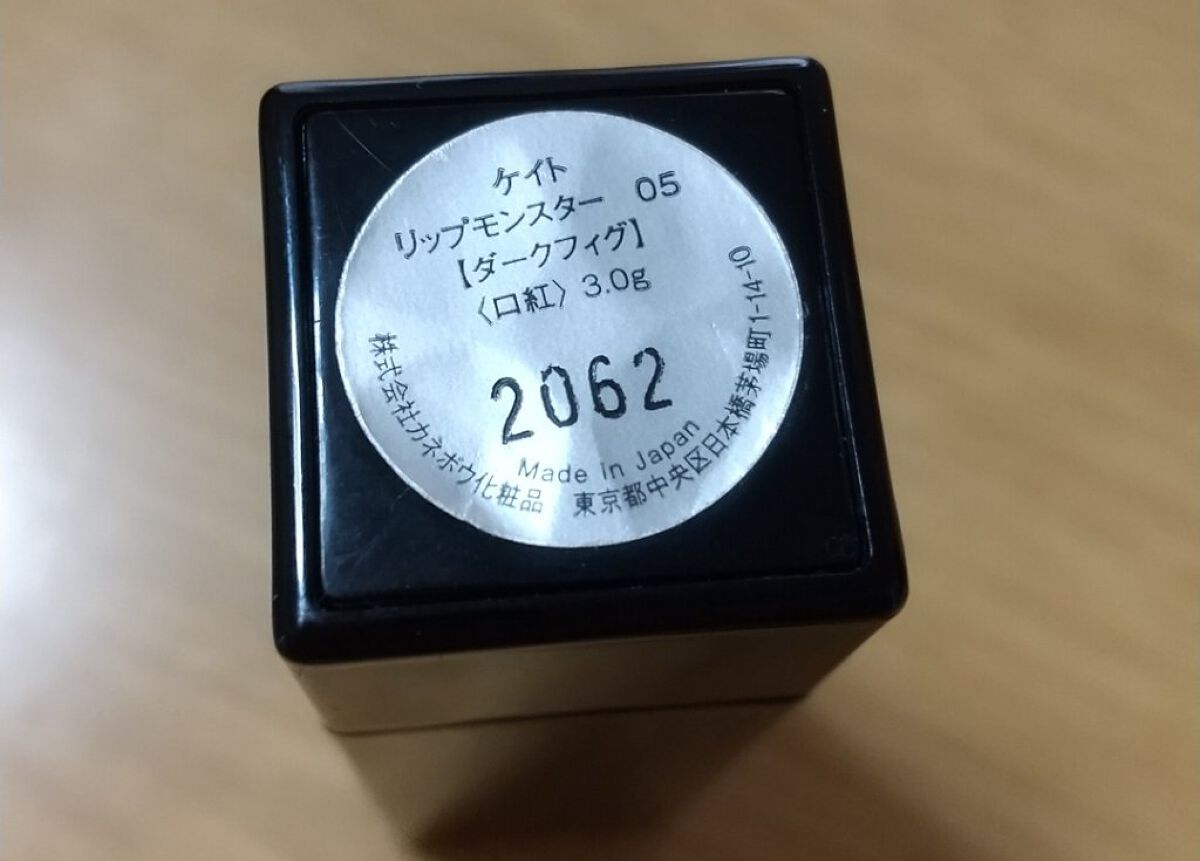 ケイト
リップモンスター 05
【ダークフィグ】
〈口紅〉 3.0g
2062
Made in Japan
株式会社カネボウ化粧品 東京都中央区日本橋茅場町1-14-10